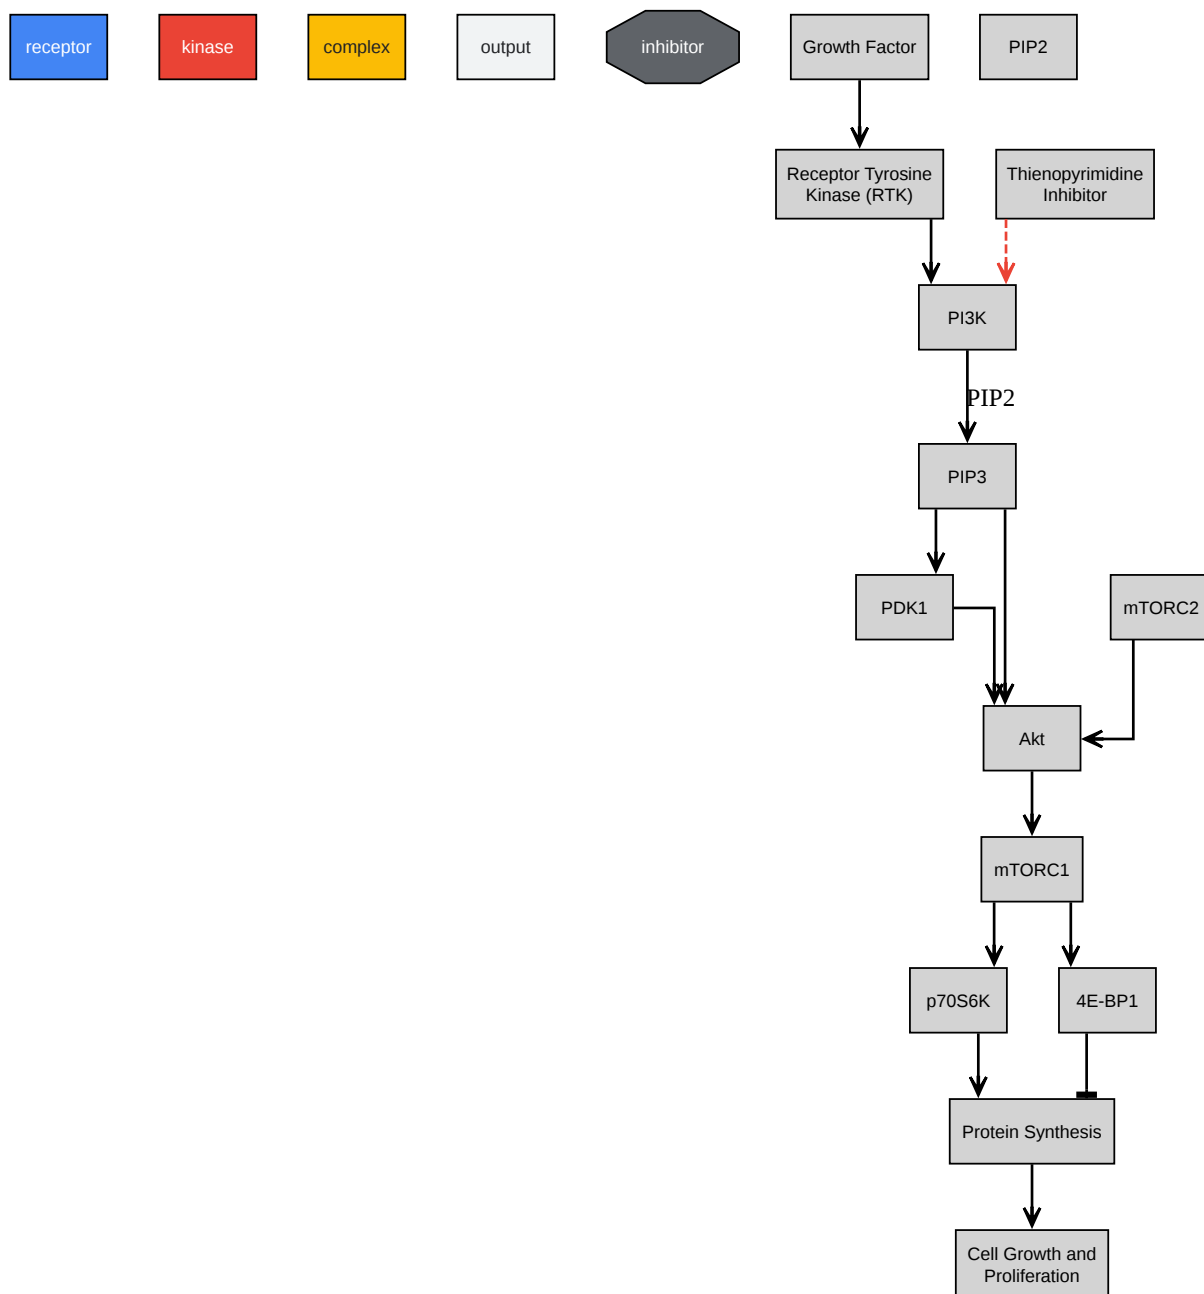 receptor
kinase
complex
output
inhibitor
Growth Factor
PIP2
Receptor Tyrosine
Kinase (RTK)
Thienopyrimidine
Inhibitor
PI3K
PIP2
PIP3
PDK1
mTORC2
Akt
mTORC1
p70S6K
4E-BP1
Protein Synthesis
Cell Growth and
Proliferation